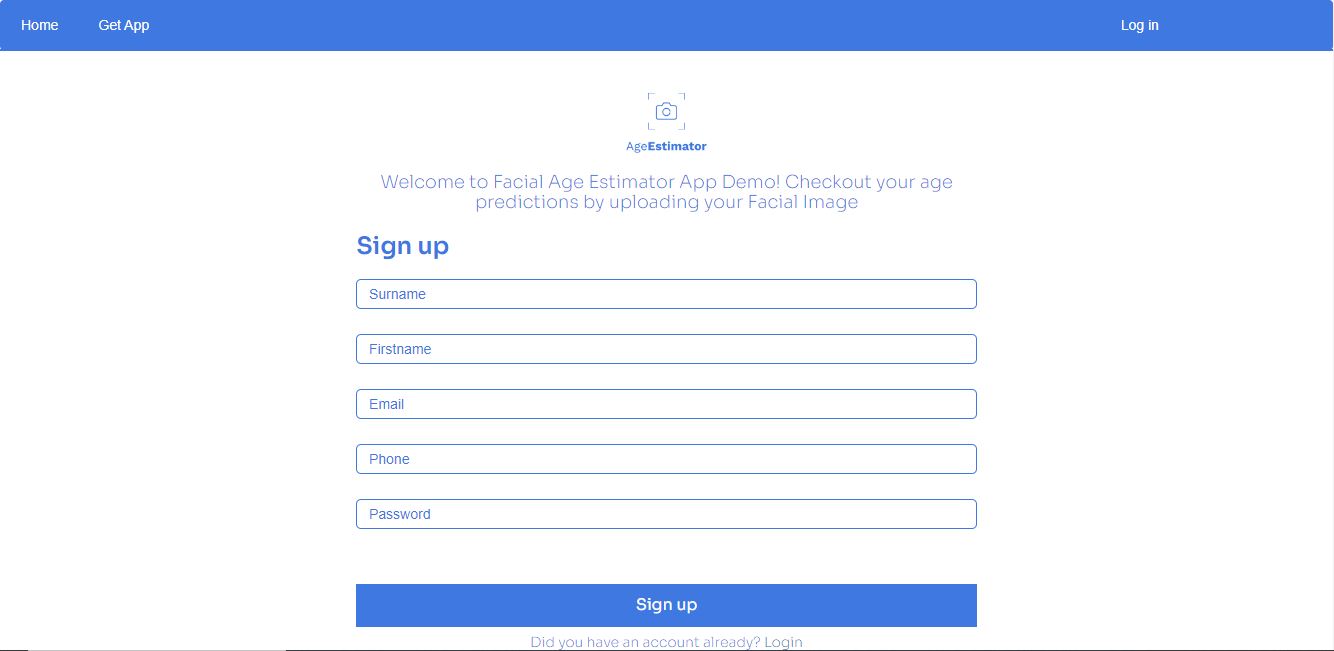 Home Get App Log in
AgeEstimator
Welcome to Facial Age Estimator App Demo! Checkout your age
predictions by uploading your Facial Image
Sign up
Surname
Firstname
Email
Phone
Password
Sign up
Did you have an account already? Login